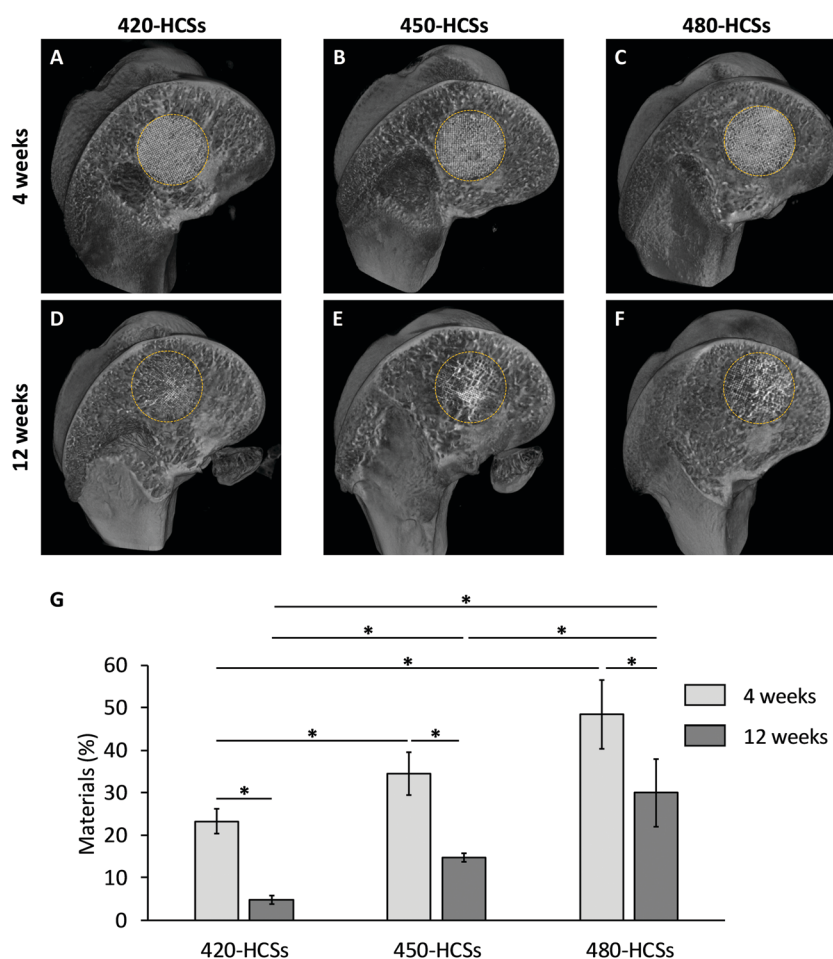 420-HCSs 450-HCSs 480-HCSs
4 weeks
A B C
12 weeks
D E F
G
*
* *
*
*
* *
*
Materials (%)
60
50
40
30
20
10
0
4 weeks
12 weeks
420-HCSs 450-HCSs 480-HCSs